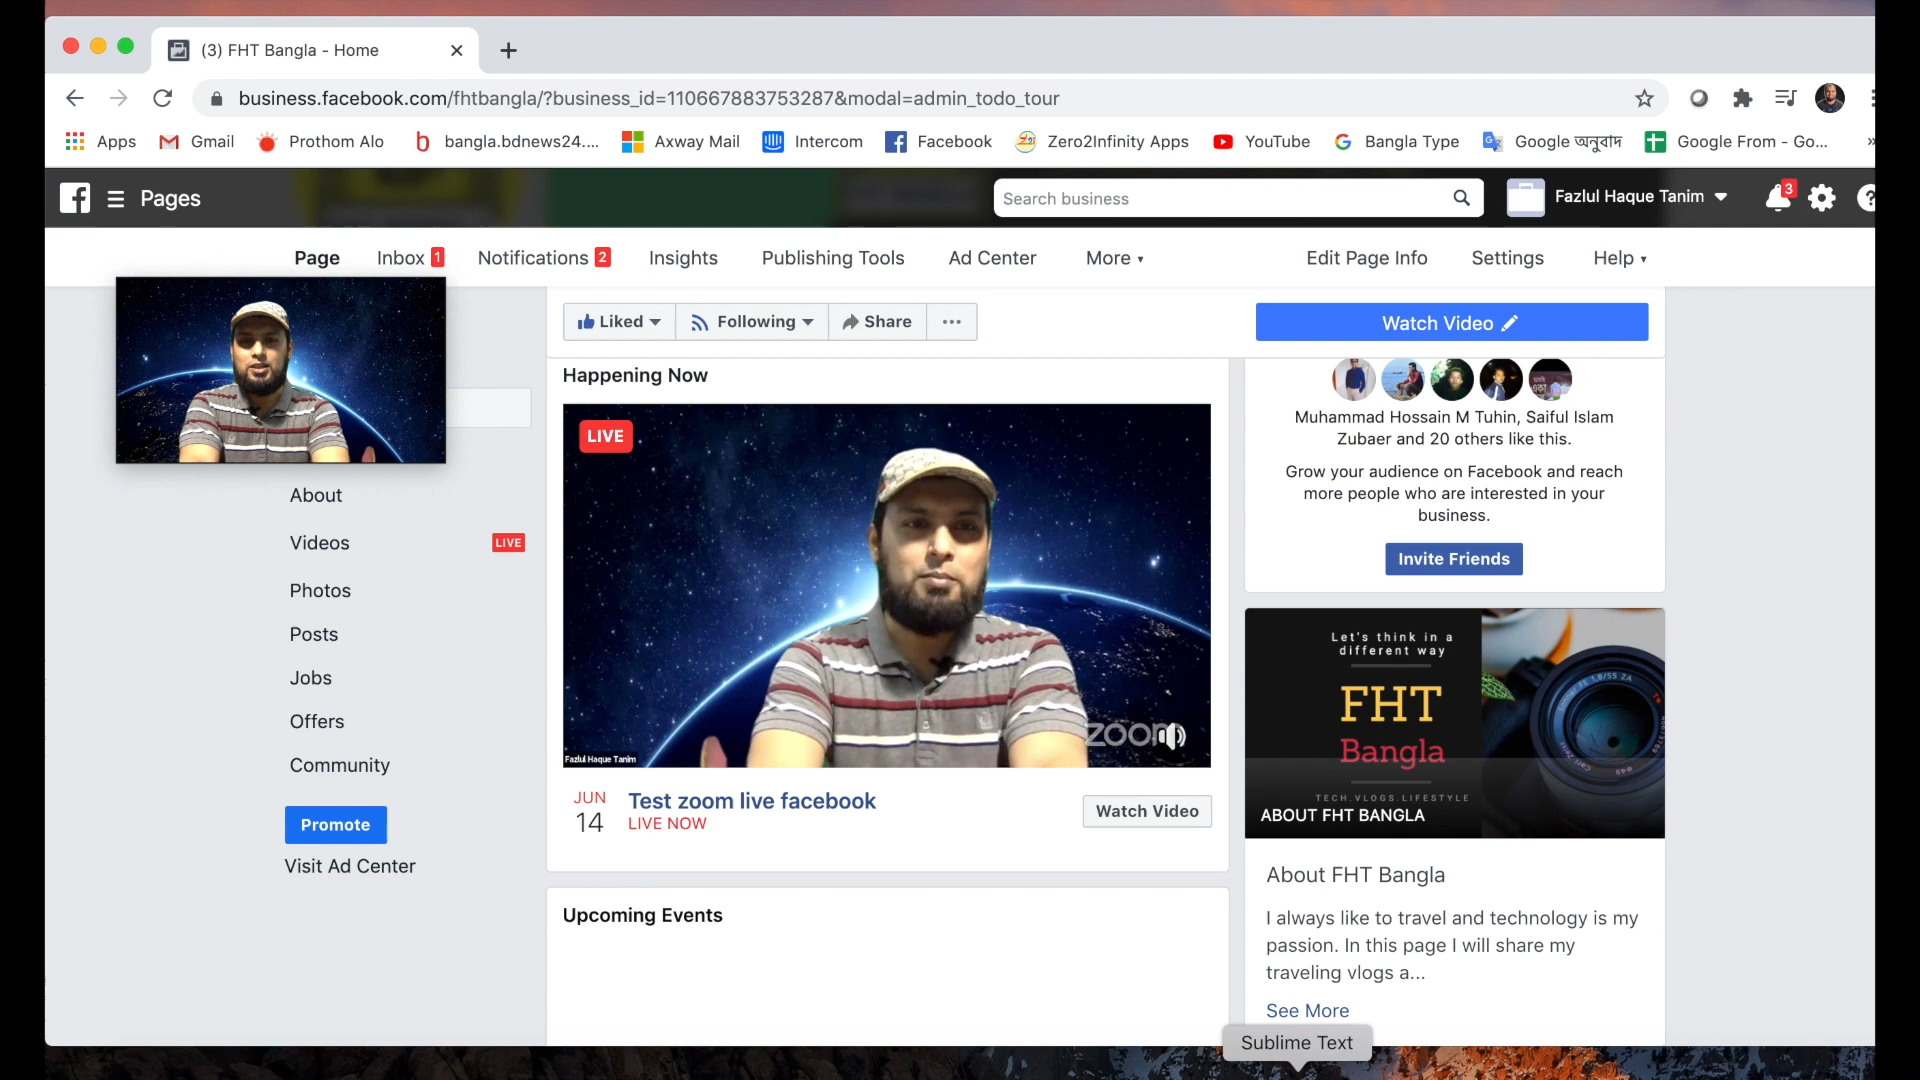 (3) FHT Bangla - Home
business.facebook.com/fhtbangla/?business_id=110667883753287&modal=admin_todo_tour
Apps
Gmail
Prothom Alo
bangla.bdnews24....
Axway Mail
Intercom
Facebook
Zero2Infinity Apps
YouTube
Bangla Type
Google অনুবাদ
Google From - Go...
Pages
Search business
Fazlul Haque Tanim
3
Page
Inbox 1
Notifications 2
Insights
Publishing Tools
Ad Center
More
Edit Page Info
Settings
Help
Liked
Following
Share
Watch Video
About
Videos
LIVE
Photos
Posts
Jobs
Offers
Community
Promote
Visit Ad Center
Happening Now
LIVE
zoom
Fazlul Haque Tanim
JUN
14
Test zoom live facebook
LIVE NOW
Watch Video
Upcoming Events
Muhammad Hossain M Tuhin, Saiful Islam
Zubaer and 20 others like this.
Grow your audience on Facebook and reach
more people who are interested in your
business.
Invite Friends
Let's think in a
different way
FHT
Bangla
TECH.VLOGS.LIFESTYLE
ABOUT FHT BANGLA
About FHT Bangla
I always like to travel and technology is my
passion. In this page I will share my
traveling vlogs a...
See More
Sublime Text